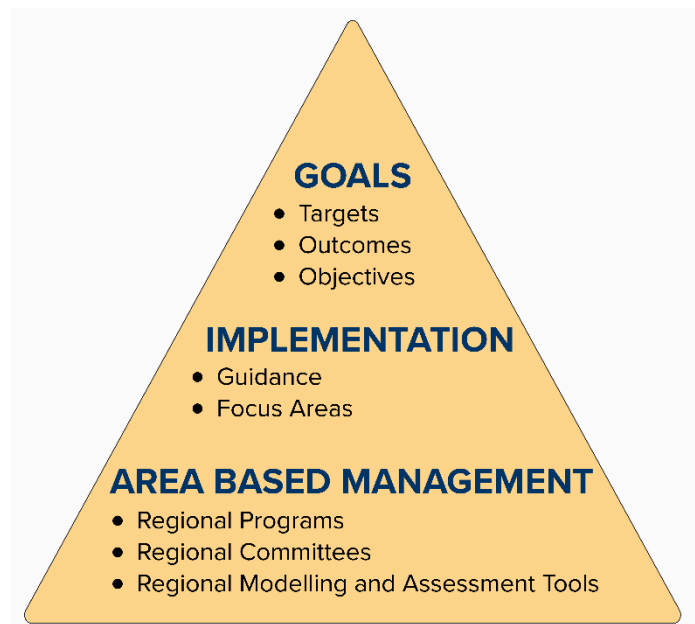 GOALS
• Targets
• Outcomes
• Objectives
IMPLEMENTATION
• Guidance
• Focus Areas
AREA BASED MANAGEMENT
• Regional Programs
• Regional Committees
• Regional Modelling and Assessment Tools